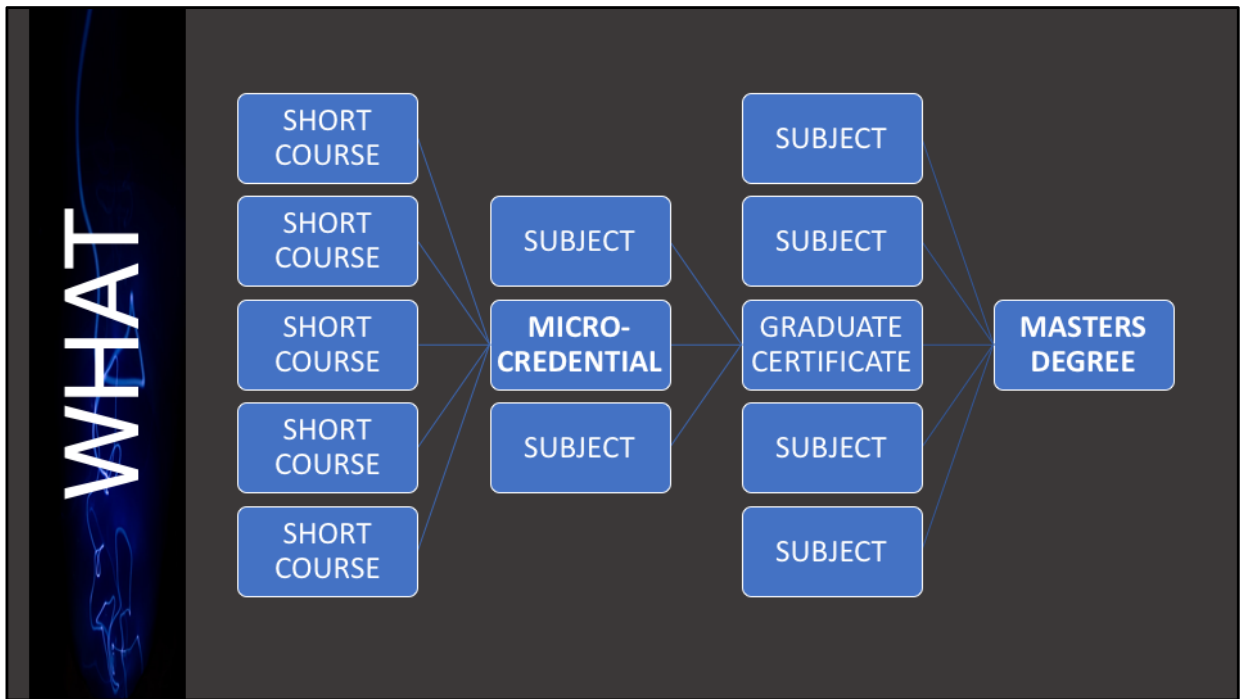 WHAT
SHORT
COURSE
SHORT
COURSE
SHORT
COURSE
SHORT
COURSE
SHORT
COURSE
SUBJECT
MICRO-
CREDENTIAL
SUBJECT
SUBJECT
SUBJECT
GRADUATE
CERTIFICATE
SUBJECT
SUBJECT
MASTERS
DEGREE